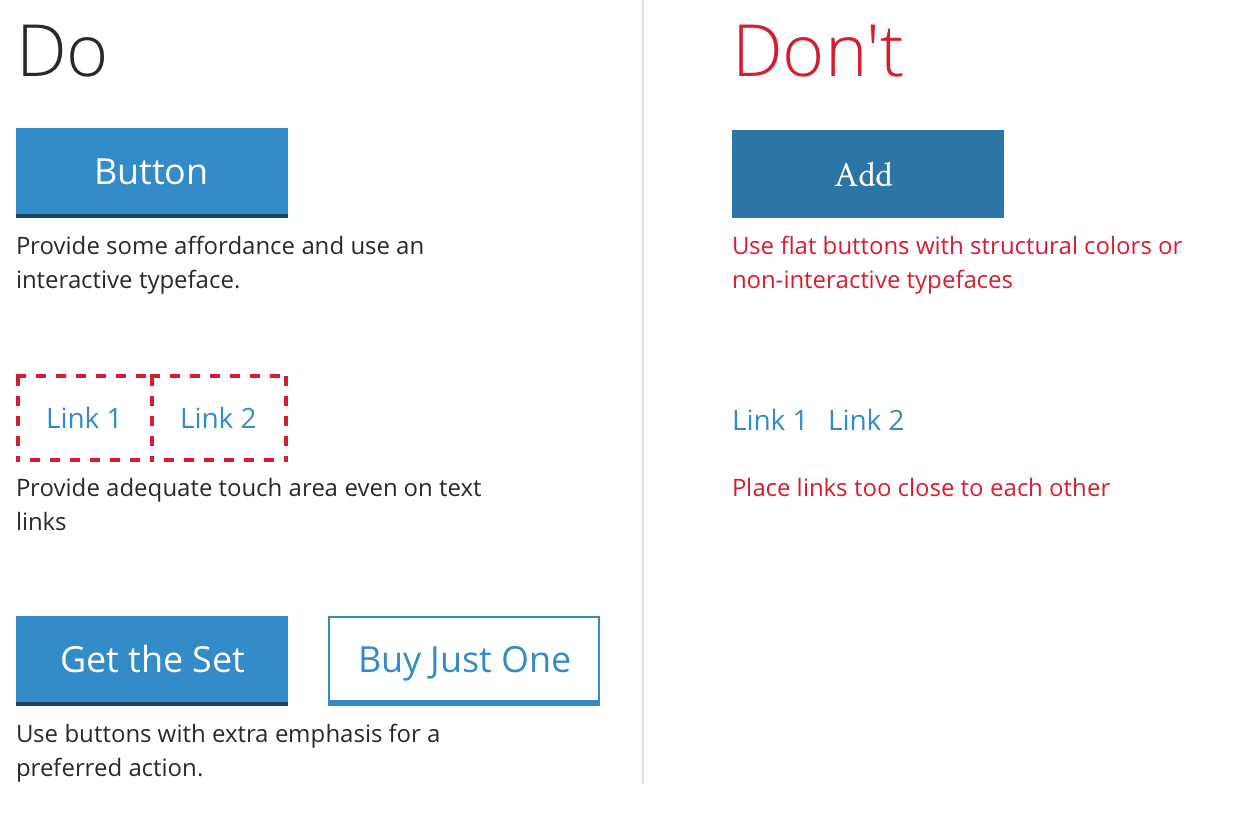 Do
Button
Provide some affordance and use an
interactive typeface.
Link 1 Link 2
Provide adequate touch area even on text
links
Get the Set Buy Just One
Use buttons with extra emphasis for a
preferred action.
Don't
Add
Use flat buttons with structural colors or
non-interactive typefaces
Link 1 Link 2
Place links too close to each other